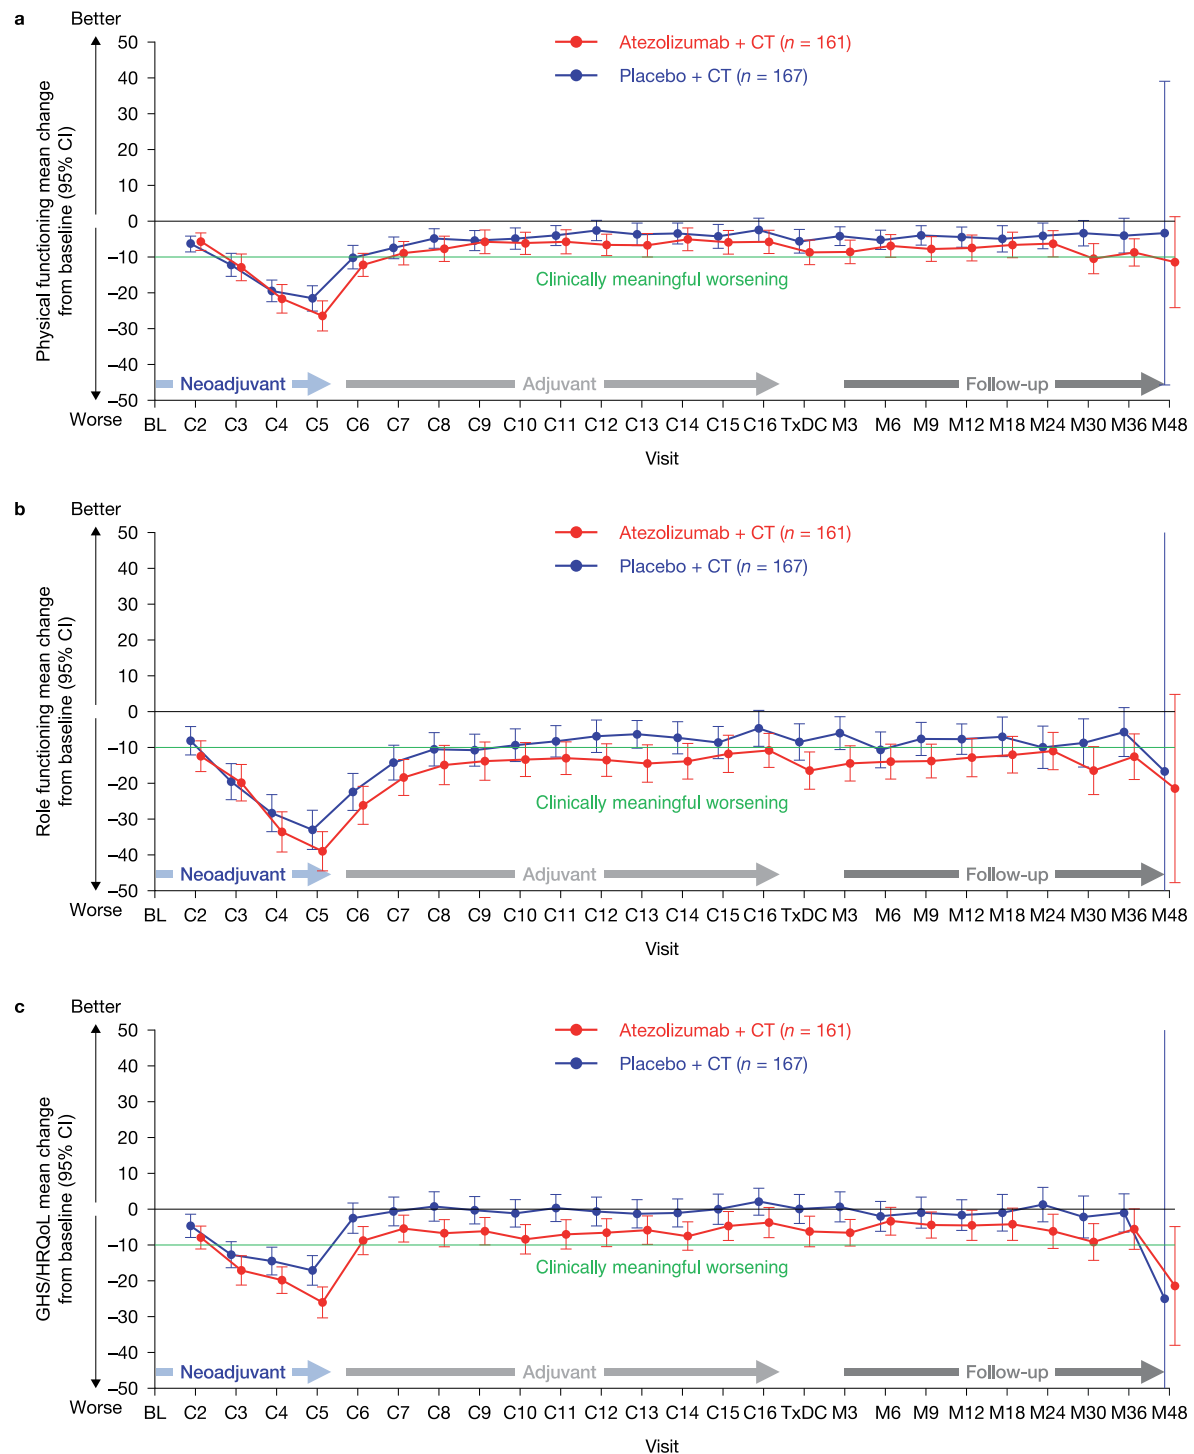 a
Better
Physical functioning mean change
from baseline (95% CI)
50
40
30
20
10
0
–10
–20
–30
–40
–50
Atezolizumab + CT (n = 161)
Placebo + CT (n = 167)
Clinically meaningful worsening
Neoadjuvant
Adjuvant
Follow-up
Worse
BL C2 C3 C4 C5 C6 C7 C8 C9 C10 C11 C12 C13 C14 C15 C16 TxDC M3 M6 M9 M12 M18 M24 M30 M36 M48
Visit
b
Better
Role functioning mean change
from baseline (95% CI)
50
40
30
20
10
0
–10
–20
–30
–40
–50
Atezolizumab + CT (n = 161)
Placebo + CT (n = 167)
Clinically meaningful worsening
Neoadjuvant
Adjuvant
Follow-up
Worse
BL C2 C3 C4 C5 C6 C7 C8 C9 C10 C11 C12 C13 C14 C15 C16 TxDC M3 M6 M9 M12 M18 M24 M30 M36 M48
Visit
c
Better
GHS/HRQoL mean change
from baseline (95% CI)
50
40
30
20
10
0
–10
–20
–30
–40
–50
Atezolizumab + CT (n = 161)
Placebo + CT (n = 167)
Clinically meaningful worsening
Neoadjuvant
Adjuvant
Follow-up
Worse
BL C2 C3 C4 C5 C6 C7 C8 C9 C10 C11 C12 C13 C14 C15 C16 TxDC M3 M6 M9 M12 M18 M24 M30 M36 M48
Visit